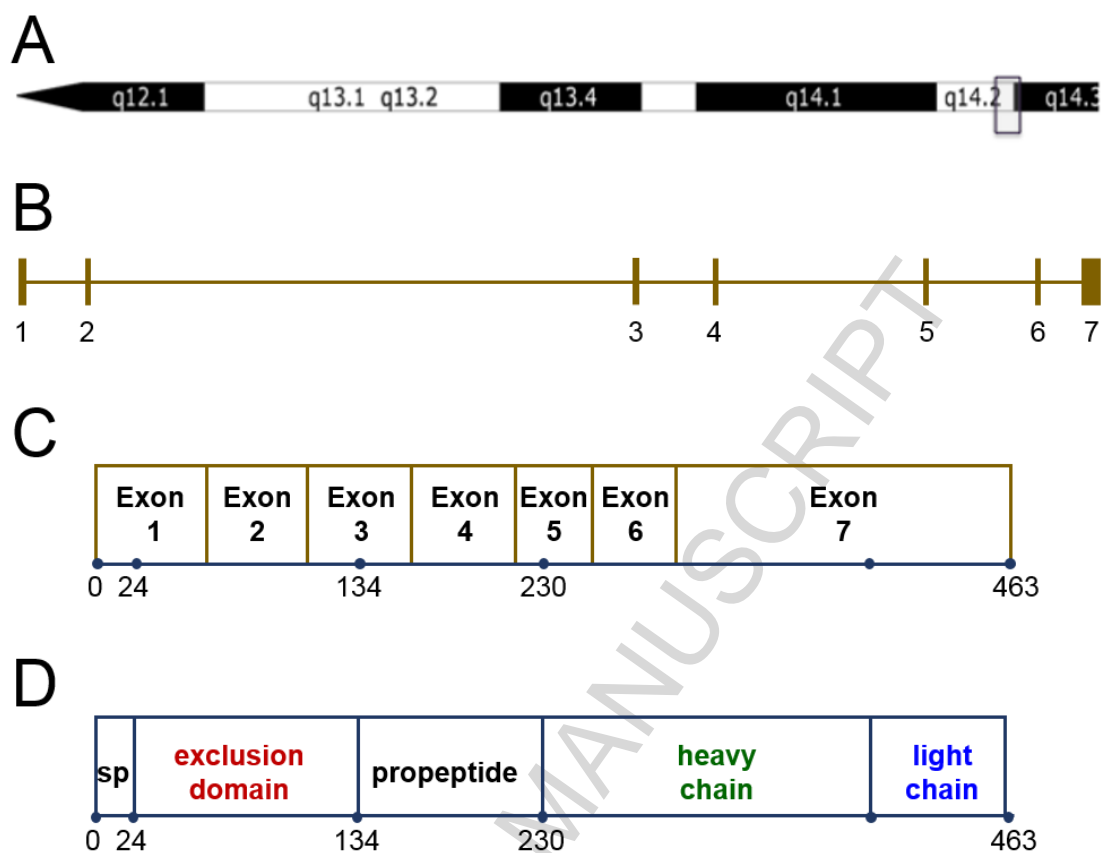 A
q12.1 q13.1 q13.2 q13.4 q14.1 q14.2 q14.3
B
1 2 3 4 5 6 7
C
Exon Exon Exon Exon Exon Exon Exon
1 2 3 4 5 6 7
0 24 134 230 463
MANUSCRIPT
D
sp exclusion domain propeptide heavy chain light chain
0 24 134 230 463